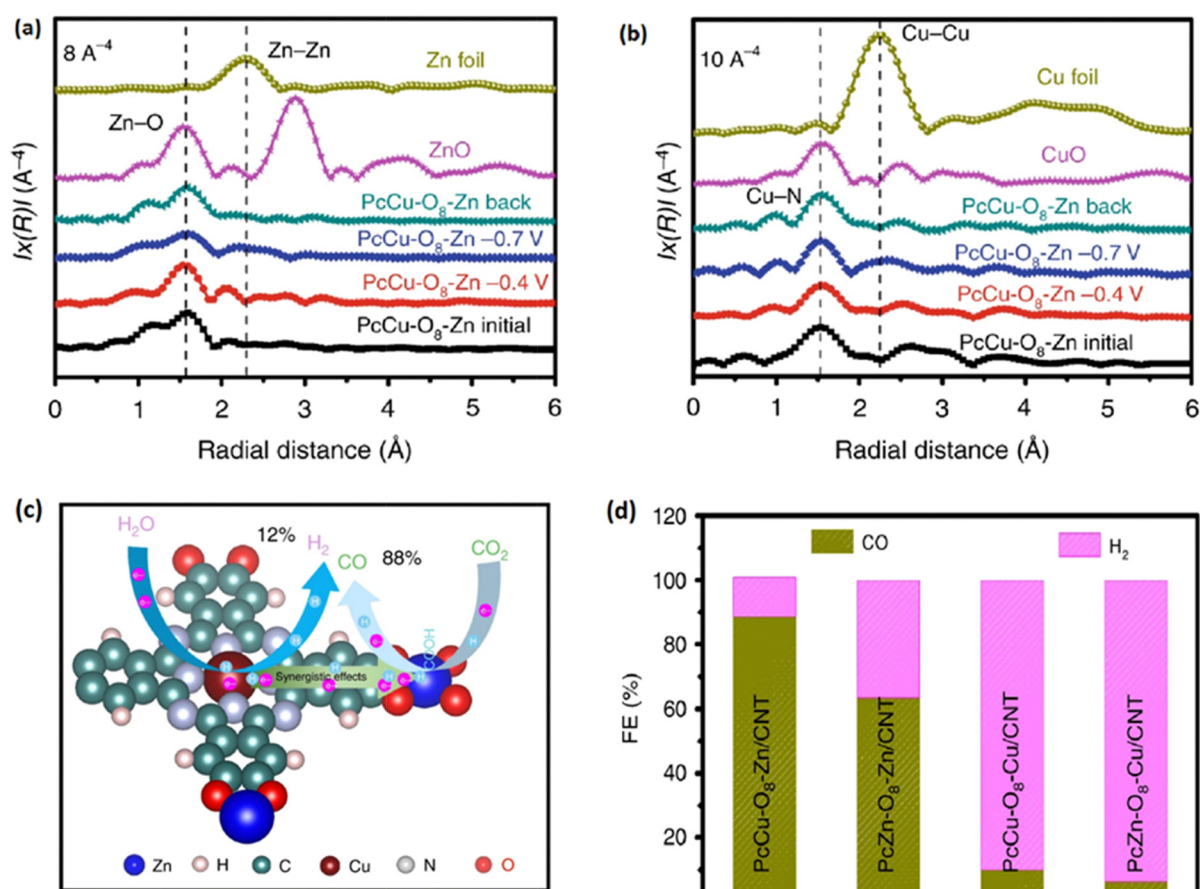 (a)
8 A⁻⁴
Zn–Zn
Zn foil
Zn–O
ZnO
PcCu-O₈-Zn back
PcCu-O₈-Zn –0.7 V
PcCu-O₈-Zn –0.4 V
PcCu-O₈-Zn initial
Iχ(R)I (A⁻⁴)
0 1 2 3 4 5 6
Radial distance (Å)
(b)
10 A⁻⁴
Cu–Cu
Cu foil
CuO
Cu–N
PcCu-O₈-Zn back
PcCu-O₈-Zn –0.7 V
PcCu-O₈-Zn –0.4 V
PcCu-O₈-Zn initial
Iχ(R)I (A⁻⁴)
0 1 2 3 4 5 6
Radial distance (Å)
(c)
H₂O
12%
H₂
CO
88%
CO₂
e– e– H H H
H e– e– H
COOH
H e– e– Synergistic effects H e– H e– e– H
Zn H C Cu N O
(d)
120
100
80
60
40
20
FE (%)
CO
H₂
PcCu-O₈-Zn/CNT
PcZn-O₈-Zn/CNT
PcCu-O₈-Cu/CNT
PcZn-O₈-Cu/CNT